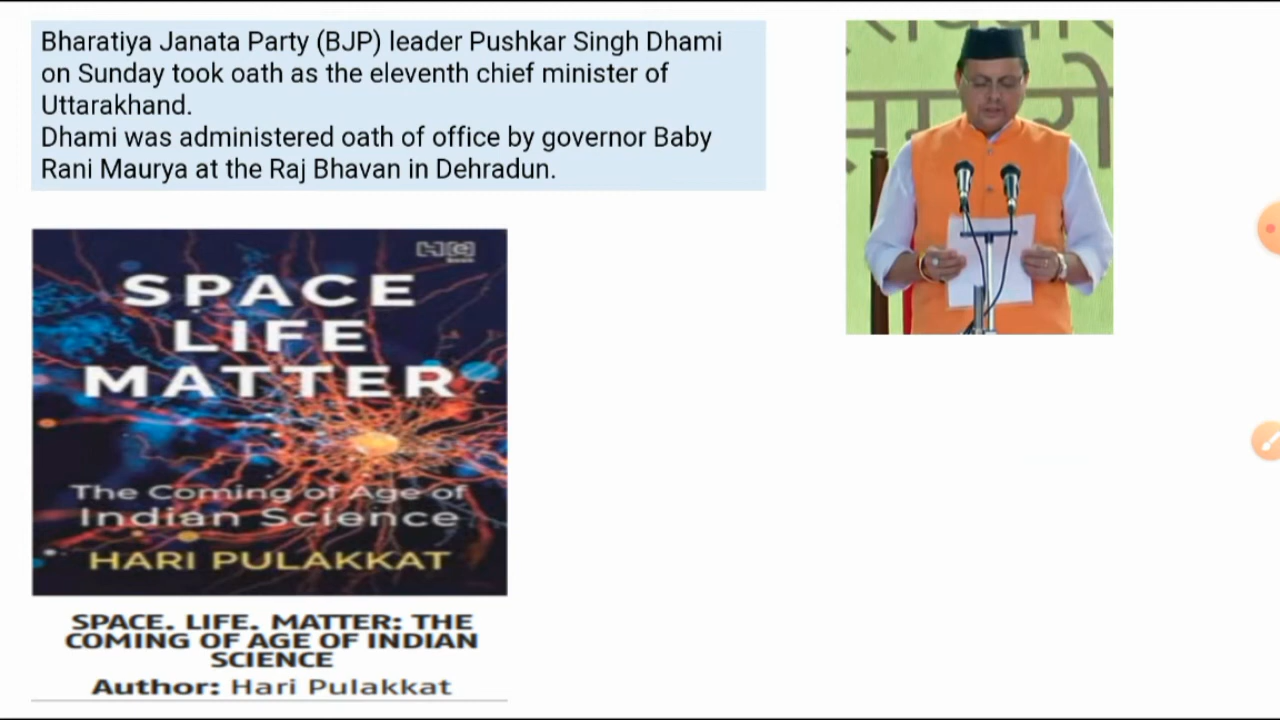 Bharatiya Janata Party (BJP) leader Pushkar Singh Dhami
on Sunday took oath as the eleventh chief minister of
Uttarakhand.
Dhami was administered oath of office by governor Baby
Rani Maurya at the Raj Bhavan in Dehradun.
SPACE
LIFE
MATTER
The Coming of Age of
Indian Science
HARI PULAKKAT
SPACE. LIFE. MATTER: THE
COMING OF AGE OF INDIAN
SCIENCE
Author: Hari Pulakkat